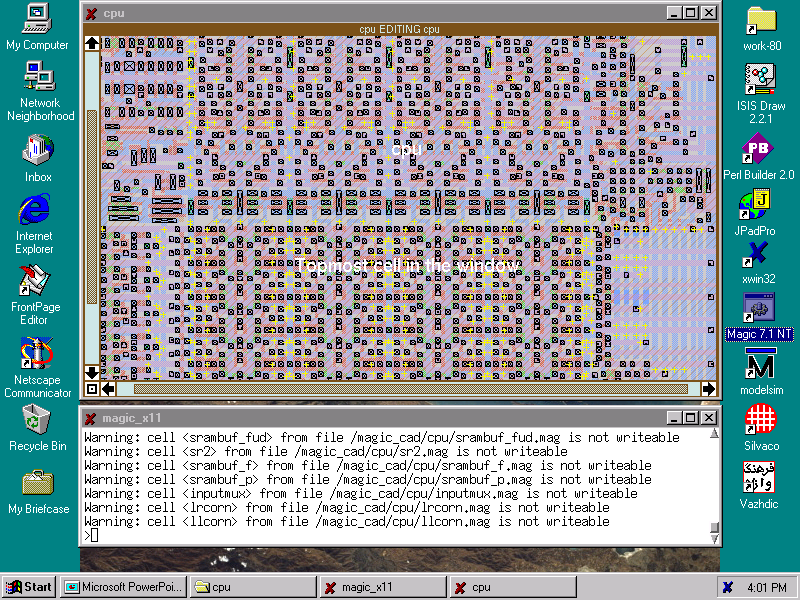 My Computer
Network
Neighborhood
Inbox
Internet
Explorer
FrontPage
Editor
Netscape
Communicator
Recycle Bin
My Briefcase
cpu
cpu EDITING cpu
cpu
Topmost cell in the window
magic_x11
Warning: cell <srambuf_fud> from file /magic_cad/cpu/srambuf_fud.mag is not writeable
Warning: cell <sr2> from file /magic_cad/cpu/sr2.mag is not writeable
Warning: cell <srambuf_f> from file /magic_cad/cpu/srambuf_f.mag is not writeable
Warning: cell <srambuf_p> from file /magic_cad/cpu/srambuf_p.mag is not writeable
Warning: cell <inputmux> from file /magic_cad/cpu/inputmux.mag is not writeable
Warning: cell <lrcorn> from file /magic_cad/cpu/lrcorn.mag is not writeable
Warning: cell <llcorn> from file /magic_cad/cpu/llcorn.mag is not writeable
>
work-80
ISIS Draw
2.2.1
PB
Perl Builder 2.0
J
JPadPro
xwin32
Magic 7.1 NT
M
modelsim
Silvaco
فرهنگ
واژه
Vazhdic
Start
Microsoft PowerPoi...
cpu
magic_x11
cpu
4:01 PM